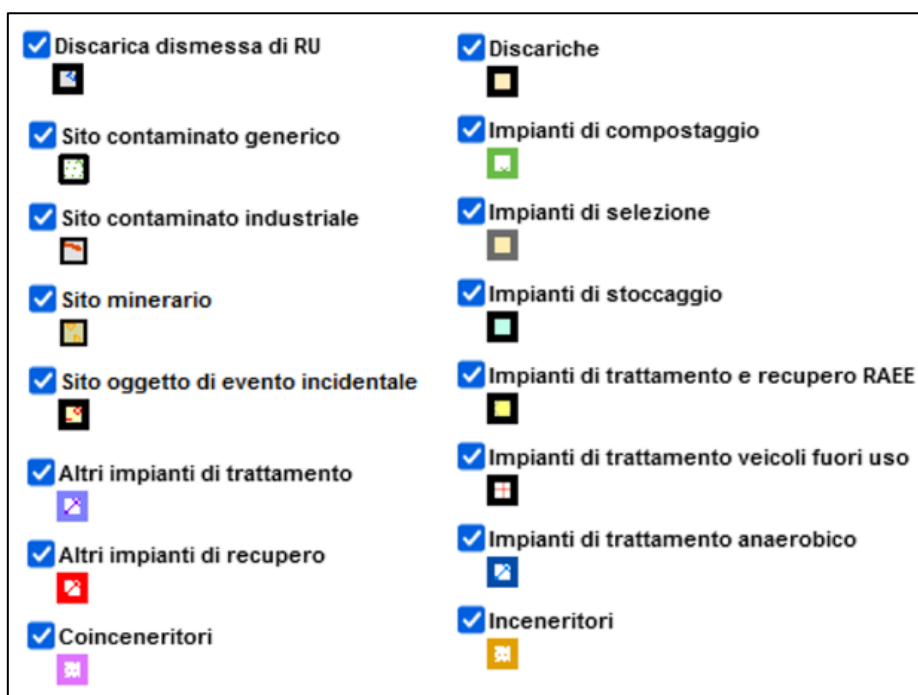 Discarica dismessa di RU
Sito contaminato generico
Sito contaminato industriale
Sito minerario
Sito oggetto di evento incidentale
Altri impianti di trattamento
Altri impianti di recupero
Coinceneritori
Discariche
Impianti di compostaggio
Impianti di selezione
Impianti di stoccaggio
Impianti di trattamento e recupero RAEE
Impianti di trattamento veicoli fuori uso
Impianti di trattamento anaerobico
Inceneritori